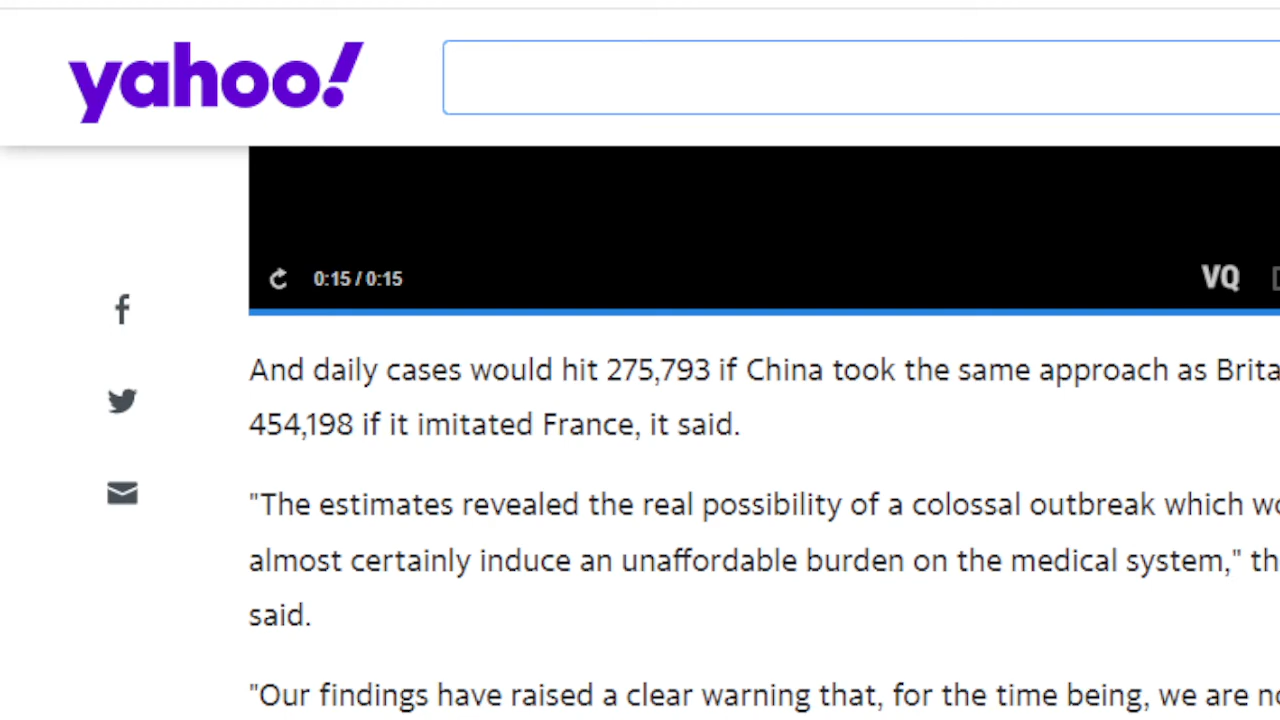 yahoo!
0:15 / 0:15
VQ
And daily cases would hit 275,793 if China took the same approach as Brita
454,198 if it imitated France, it said.
"The estimates revealed the real possibility of a colossal outbreak which wo
almost certainly induce an unaffordable burden on the medical system," th
said.
"Our findings have raised a clear warning that, for the time being, we are no